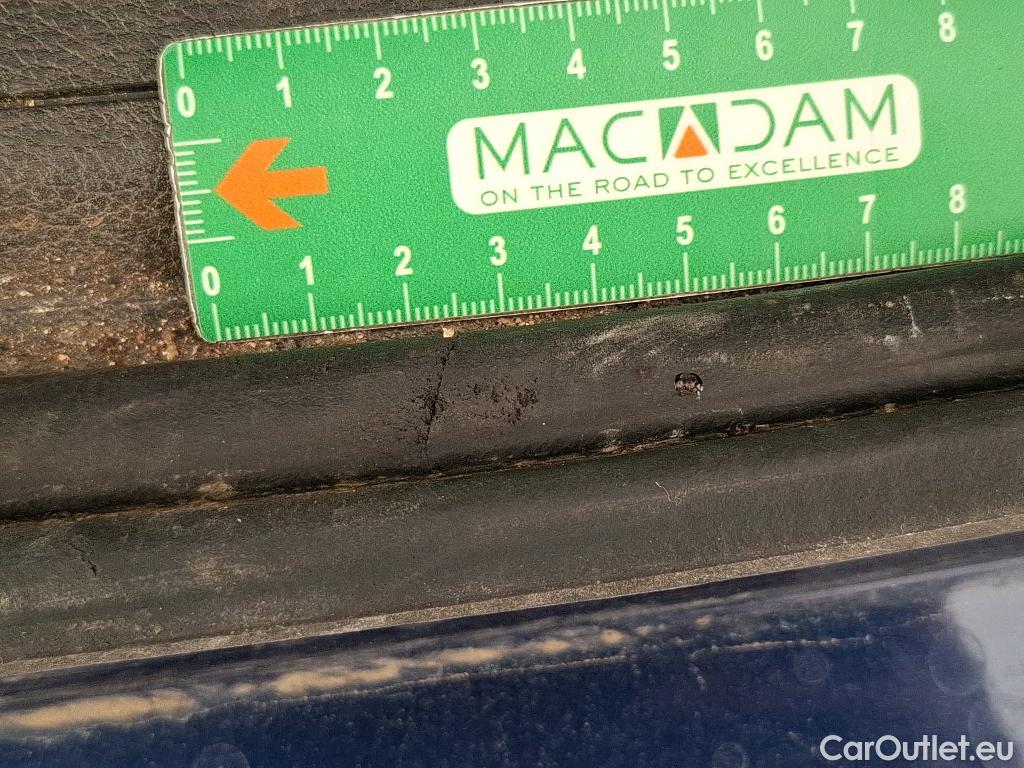 0 1 2 3 4 5 6 7 8
MACADAM
ON THE ROAD TO EXCELLENCE
0 1 2 3 4 5 6 7 8
CarOutlet.eu